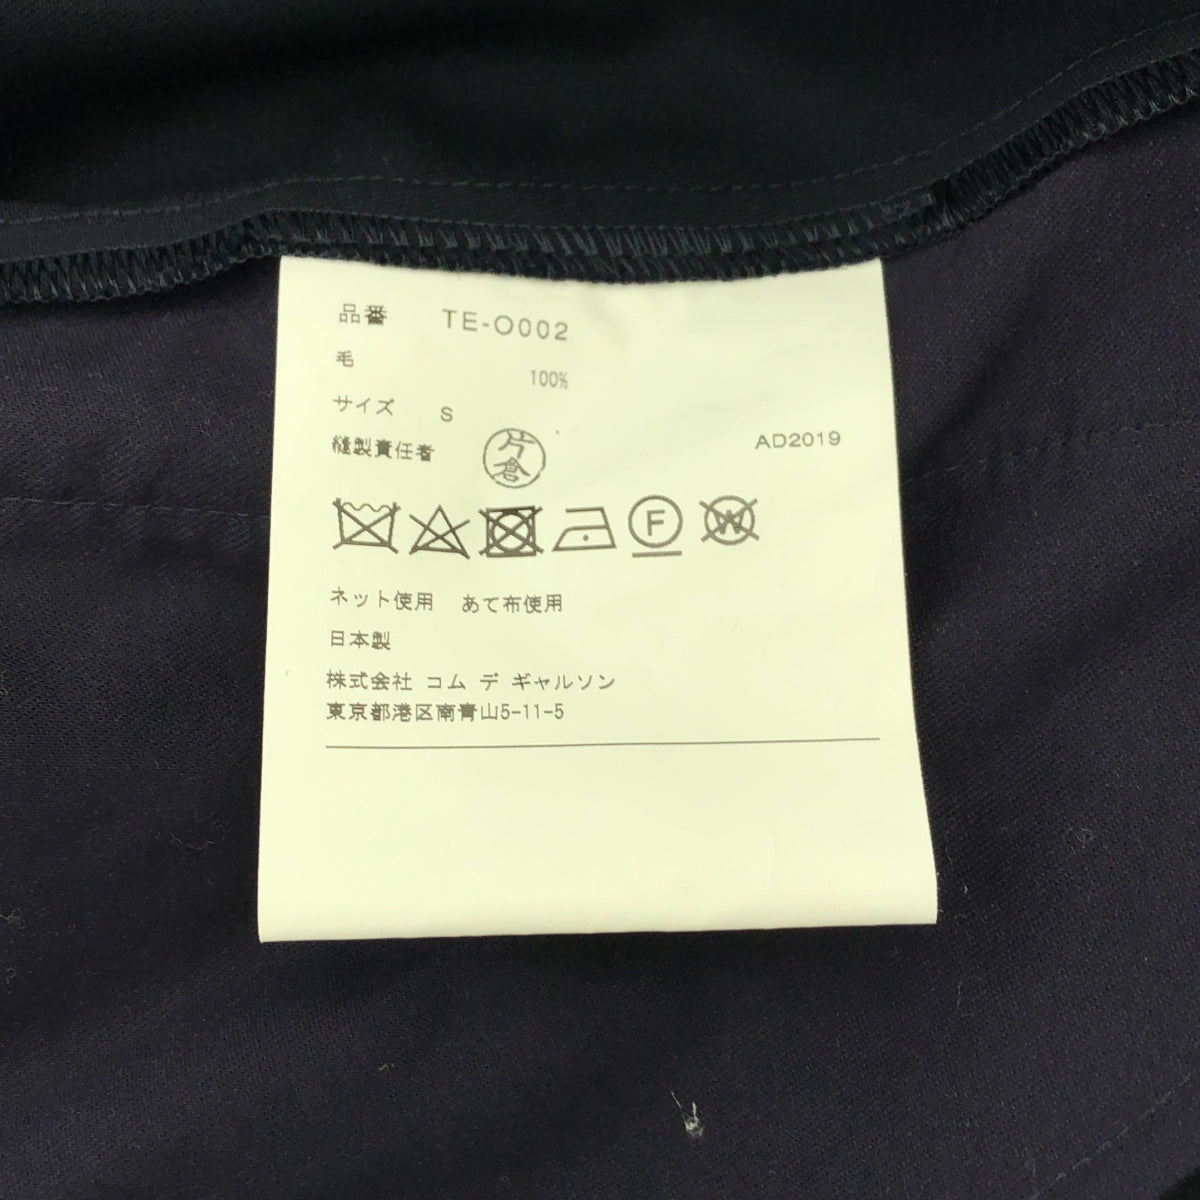 品番 TE-O002
毛 100%
サイズ S
縫製責任者 片倉 AD2019
F W
ネット使用 あて布使用
日本製
株式会社 コム デ ギャルソン
東京都港区南青山5-11-5